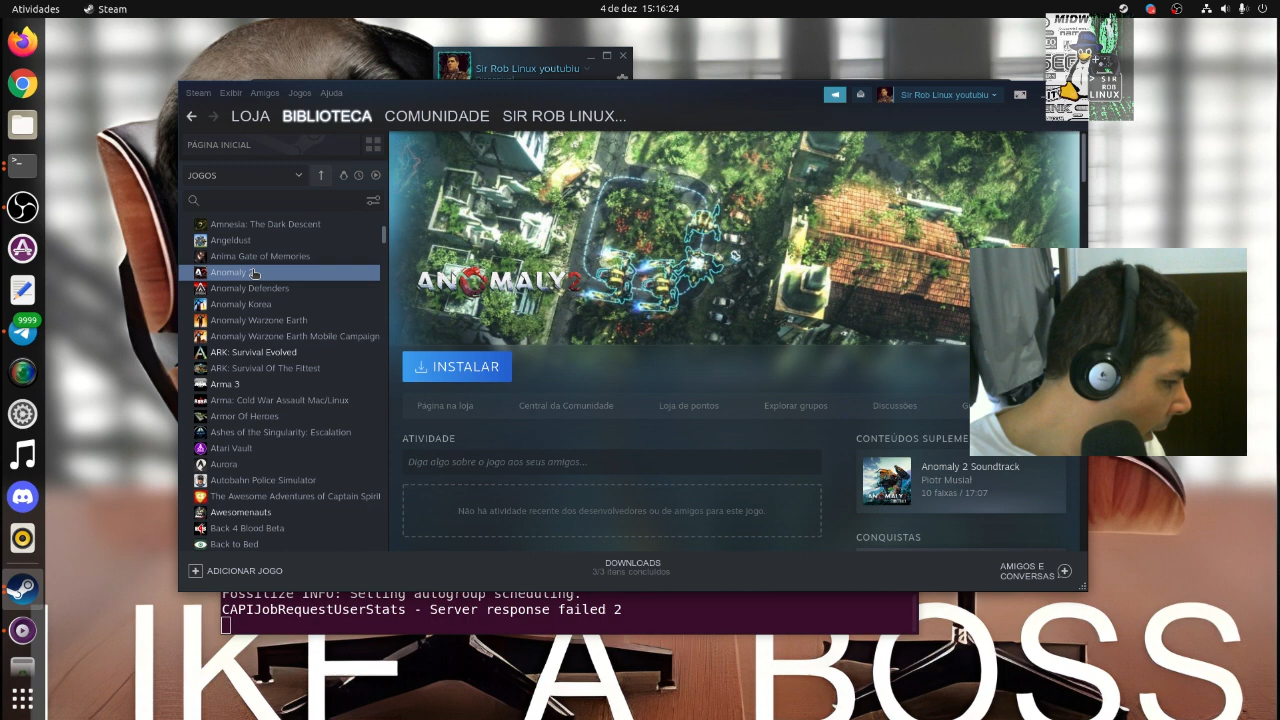 Atividades
Steam
4 de dez 15:16:24
MIDW
SIR
ROB
LINUX
Sir Rob Linux youtubiu
Steam Exibir Amigos Jogos Ajuda
Sir Rob Linux youtubiu
LOJA BIBLIOTECA COMUNIDADE SIR ROB LINUX...
PÁGINA INICIAL
JOGOS
Amnesia: The Dark Descent
Angeldust
Anima Gate of Memories
Anomaly
Anomaly Defenders
Anomaly Korea
Anomaly Warzone Earth
Anomaly Warzone Earth Mobile Campaign
ARK: Survival Evolved
ARK: Survival Of The Fittest
Arma 3
Arma: Cold War Assault Mac/Linux
Armor Of Heroes
Ashes of the Singularity: Escalation
Atari Vault
Aurora
Autobahn Police Simulator
The Awesome Adventures of Captain Spirit
Awesomenauts
Back 4 Blood Beta
Back to Bed
ANOMALY 2
INSTALAR
Página na loja Central da Comunidade Loja de pontos Explorar grupos Discussões
ATIVIDADE
Diga algo sobre o jogo aos seus amigos...
Não há atividade recente dos desenvolvedores ou de amigos para este jogo.
CONTEÚDOS SUPLEME
Anomaly 2 Soundtrack
Piotr Musiał
10 faixas / 17:07
CONQUISTAS
ADICIONAR JOGO
DOWNLOADS
3/3 itens concluídos
AMIGOS E
CONVERSAS
9999
Fossilize INFO: Setting autogroup scheduling.
CAPIJobRequestUserStats - Server response failed 2
IKE A BOSS